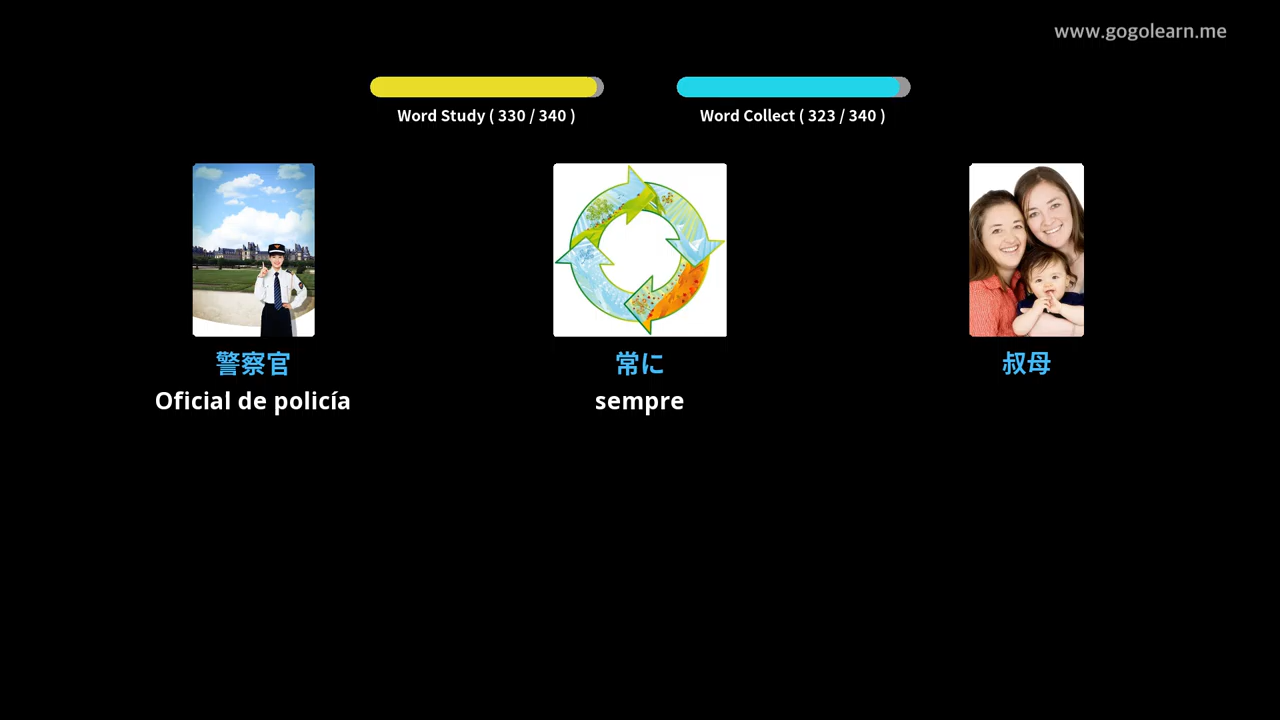 www.gogolearn.me
Word Study ( 330 / 340 )
Word Collect ( 323 / 340 )
警察官
常に
叔母
Oficial de policía
sempre